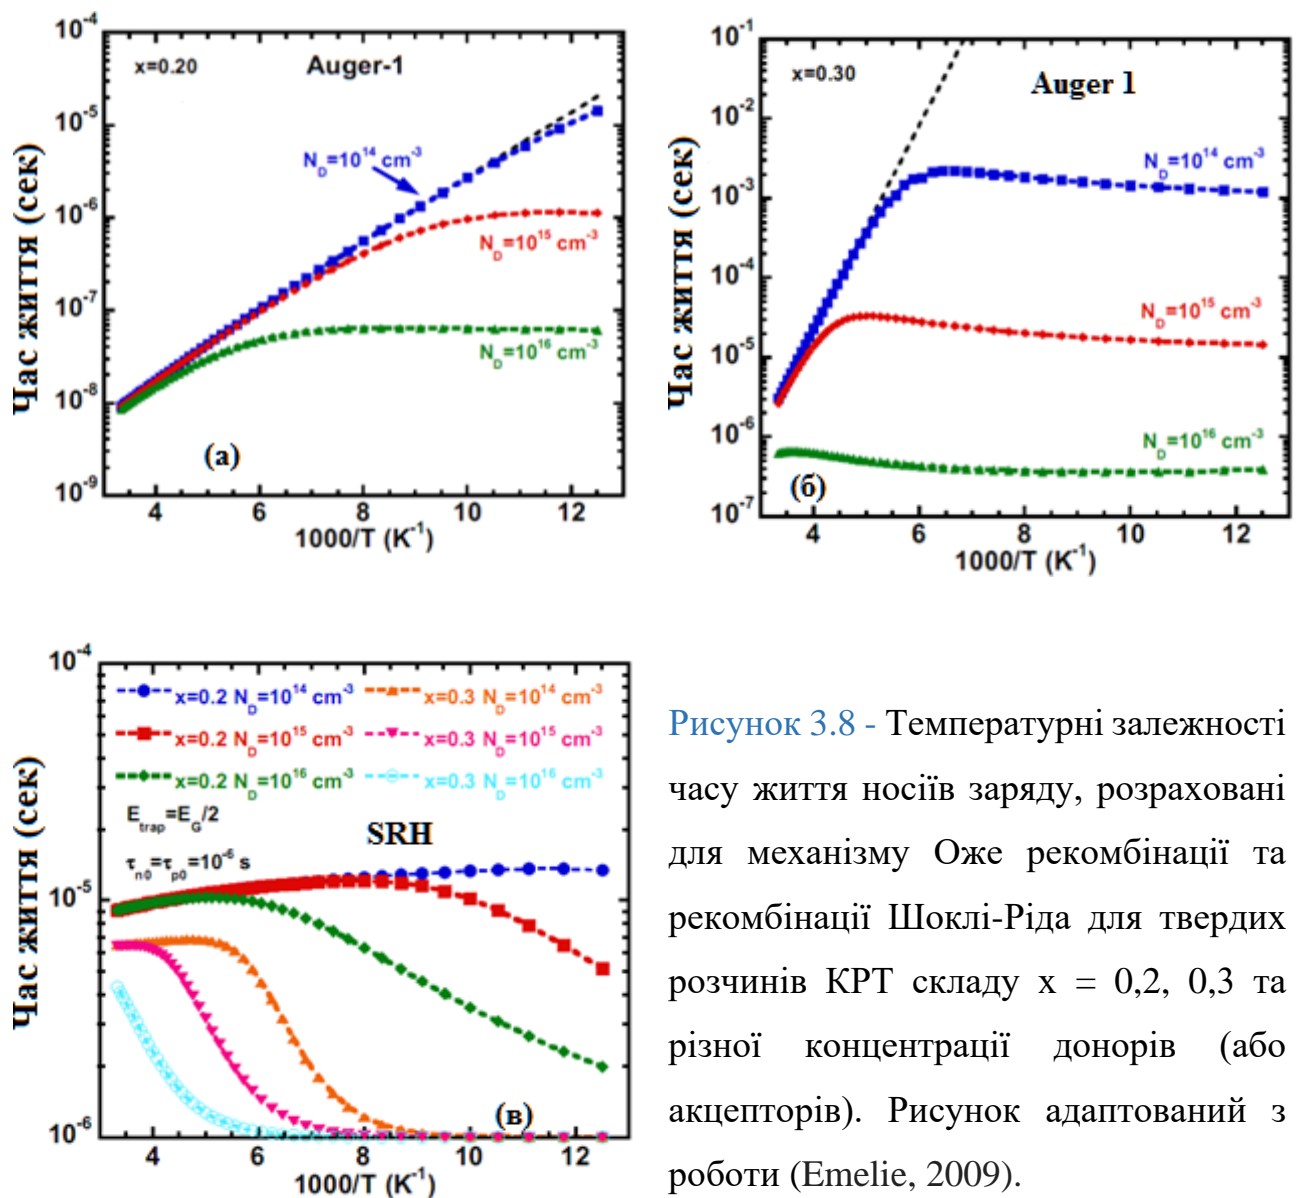 10⁻⁴
10⁻⁵
10⁻⁶
10⁻⁷
10⁻⁸
10⁻⁹
Час життя (сек)
x=0.20
Auger-1
N_D=10¹⁴ cm⁻³
N_D=10¹⁵ cm⁻³
N_D=10¹⁶ cm⁻³
(а)
4 6 8 10 12
1000/T (K⁻¹)
10⁻¹
10⁻²
10⁻³
10⁻⁴
10⁻⁵
10⁻⁶
10⁻⁷
Час життя (сек)
x=0.30
Auger 1
N_D=10¹⁴ cm⁻³
N_D=10¹⁵ cm⁻³
N_D=10¹⁶ cm⁻³
(б)
4 6 8 10 12
1000/T (K⁻¹)
10⁻⁴
10⁻⁵
10⁻⁶
Час життя (сек)
x=0.2 N_D=10¹⁴ cm⁻³ x=0.3 N_D=10¹⁴ cm⁻³
x=0.2 N_D=10¹⁵ cm⁻³ x=0.3 N_D=10¹⁵ cm⁻³
x=0.2 N_D=10¹⁶ cm⁻³ x=0.3 N_D=10¹⁶ cm⁻³
E_trap=E_G/2
SRH
τ_n0=τ_p0=10⁻⁶ s
(в)
4 6 8 10 12
1000/T (K⁻¹)
Рисунок 3.8 - Температурні залежності
часу життя носіїв заряду, розраховані
для механізму Оже рекомбінації та
рекомбінації Шоклі-Ріда для твердих
розчинів КРТ складу x = 0,2, 0,3 та
різної концентрації донорів (або
акцепторів). Рисунок адаптований з
роботи (Emelie, 2009).